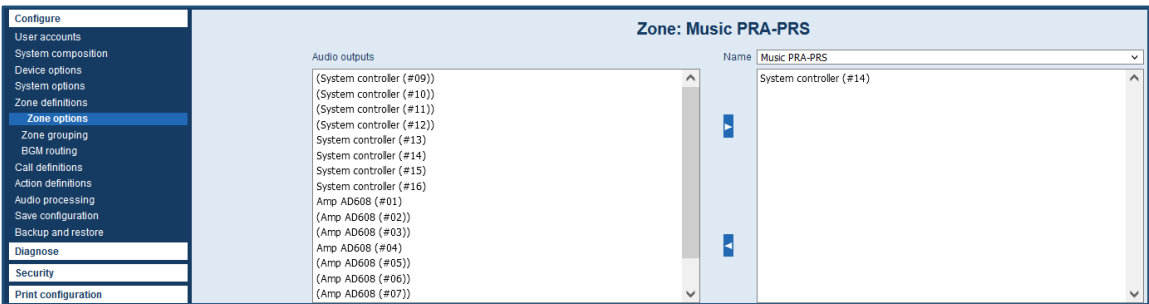 Configure
User accounts
System composition
Device options
System options
Zone definitions
Zone options
Zone grouping
BGM routing
Call definitions
Action definitions
Audio processing
Save configuration
Backup and restore
Diagnose
Security
Print configuration
Zone: Music PRA-PRS
Audio outputs
(System controller (#09))
(System controller (#10))
(System controller (#11))
(System controller (#12))
System controller (#13)
System controller (#14)
System controller (#15)
System controller (#16)
Amp AD608 (#01)
(Amp AD608 (#02))
(Amp AD608 (#03))
Amp AD608 (#04)
(Amp AD608 (#05))
(Amp AD608 (#06))
(Amp AD608 (#07))
Name Music PRA-PRS
System controller (#14)